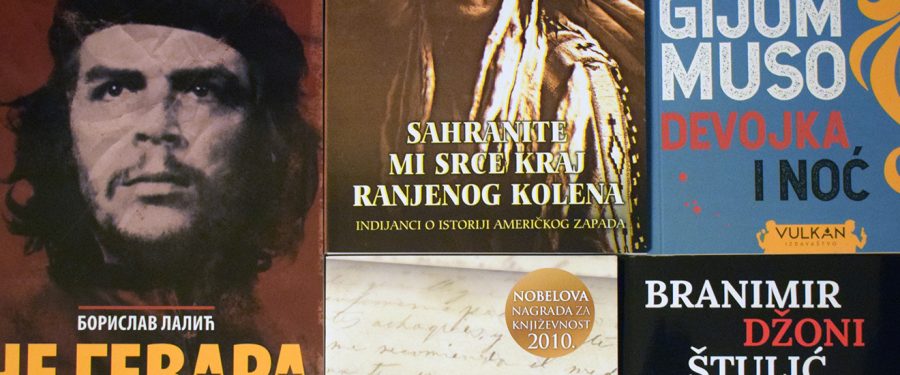 БОРИСЛАВ ЛАЛИЋ
ЧЕ ГЕВАРА
SAHRANITE
MI SRCE KRAJ
RANJENOG KOLENA
INDIJANCI O ISTORIJI AMERIČKOG ZAPADA
GIJOM
MUSO
DEVOJKA
I NOĆ
VULKAN
IZDAVAŠTVO
NOBELOVA
NAGRADA ZA
KNJIŽEVNOST
2010.
BRANIMIR
DŽONI
ŠTULIĆ